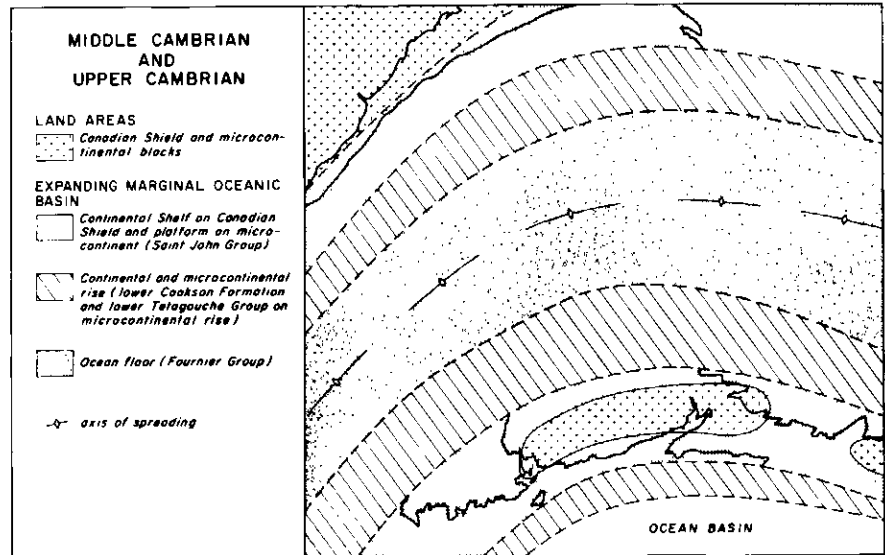 MIDDLE CAMBRIAN
AND
UPPER CAMBRIAN
LAND AREAS
Canadian Shield and microcon-
tinental blocks
EXPANDING MARGINAL OCEANIC
BASIN
Continental Shelf on Canadian
Shield and platform on micro-
continent (Saint John Group)
Continental and microcontinental
rise (lower Cookson Formation
and lower Tetagouche Group on
microcontinental rise)
Ocean floor (Fournier Group)
axis of spreading
OCEAN BASIN